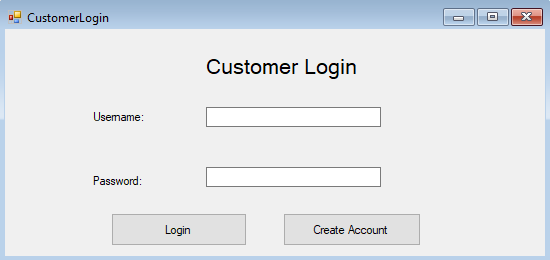 CustomerLogin
Customer Login
Username:
Password:
Login
Create Account